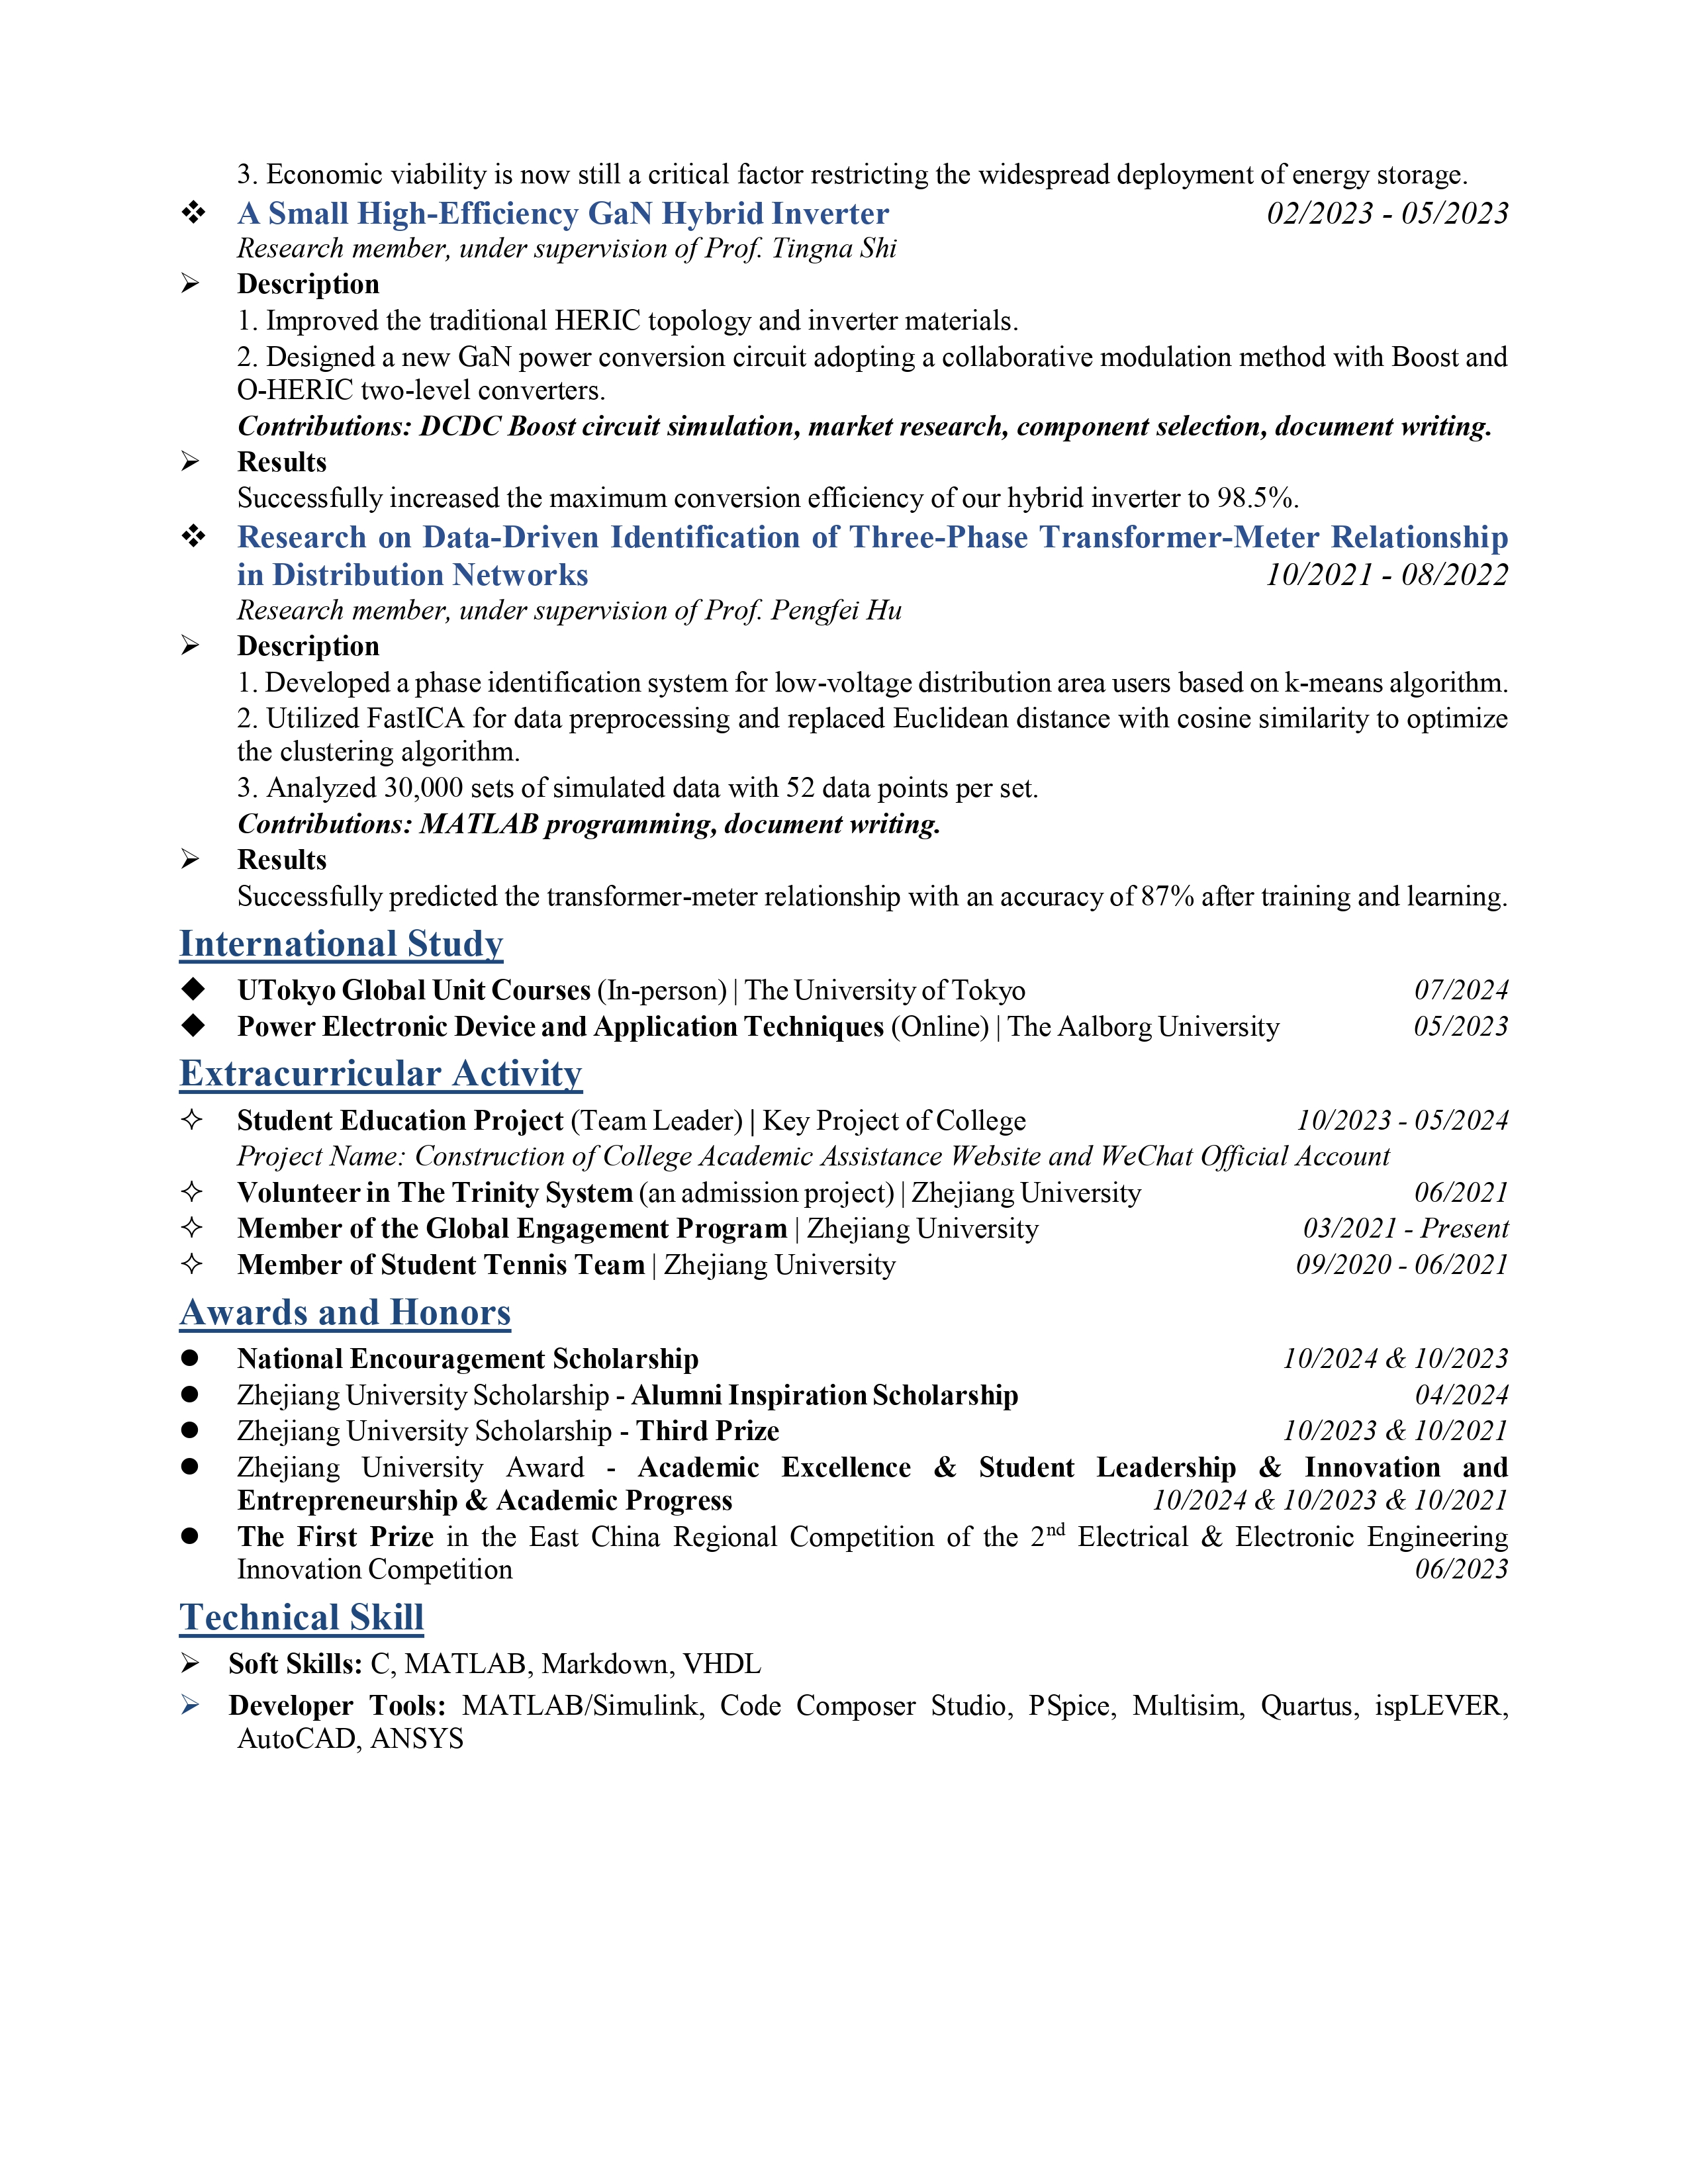 3. Economic viability is now still a critical factor restricting the widespread deployment of energy storage.
❖ A Small High-Efficiency GaN Hybrid Inverter 02/2023 - 05/2023
Research member, under supervision of Prof. Tingna Shi
➢ Description
1. Improved the traditional HERIC topology and inverter materials.
2. Designed a new GaN power conversion circuit adopting a collaborative modulation method with Boost and
O-HERIC two-level converters.
Contributions: DCDC Boost circuit simulation, market research, component selection, document writing.
➢ Results
Successfully increased the maximum conversion efficiency of our hybrid inverter to 98.5%.
❖ Research on Data-Driven Identification of Three-Phase Transformer-Meter Relationship
in Distribution Networks 10/2021 - 08/2022
Research member, under supervision of Prof. Pengfei Hu
➢ Description
1. Developed a phase identification system for low-voltage distribution area users based on k-means algorithm.
2. Utilized FastICA for data preprocessing and replaced Euclidean distance with cosine similarity to optimize
the clustering algorithm.
3. Analyzed 30,000 sets of simulated data with 52 data points per set.
Contributions: MATLAB programming, document writing.
➢ Results
Successfully predicted the transformer-meter relationship with an accuracy of 87% after training and learning.
International Study
◆ UTokyo Global Unit Courses (In-person) | The University of Tokyo 07/2024
◆ Power Electronic Device and Application Techniques (Online) | The Aalborg University 05/2023
Extracurricular Activity
✧ Student Education Project (Team Leader) | Key Project of College 10/2023 - 05/2024
Project Name: Construction of College Academic Assistance Website and WeChat Official Account
✧ Volunteer in The Trinity System (an admission project) | Zhejiang University 06/2021
✧ Member of the Global Engagement Program | Zhejiang University 03/2021 - Present
✧ Member of Student Tennis Team | Zhejiang University 09/2020 - 06/2021
Awards and Honors
● National Encouragement Scholarship 10/2024 & 10/2023
● Zhejiang University Scholarship - Alumni Inspiration Scholarship 04/2024
● Zhejiang University Scholarship - Third Prize 10/2023 & 10/2021
● Zhejiang University Award - Academic Excellence & Student Leadership & Innovation and
Entrepreneurship & Academic Progress 10/2024 & 10/2023 & 10/2021
● The First Prize in the East China Regional Competition of the 2nd Electrical & Electronic Engineering
Innovation Competition 06/2023
Technical Skill
➢ Soft Skills: C, MATLAB, Markdown, VHDL
➢ Developer Tools: MATLAB/Simulink, Code Composer Studio, PSpice, Multisim, Quartus, ispLEVER,
AutoCAD, ANSYS